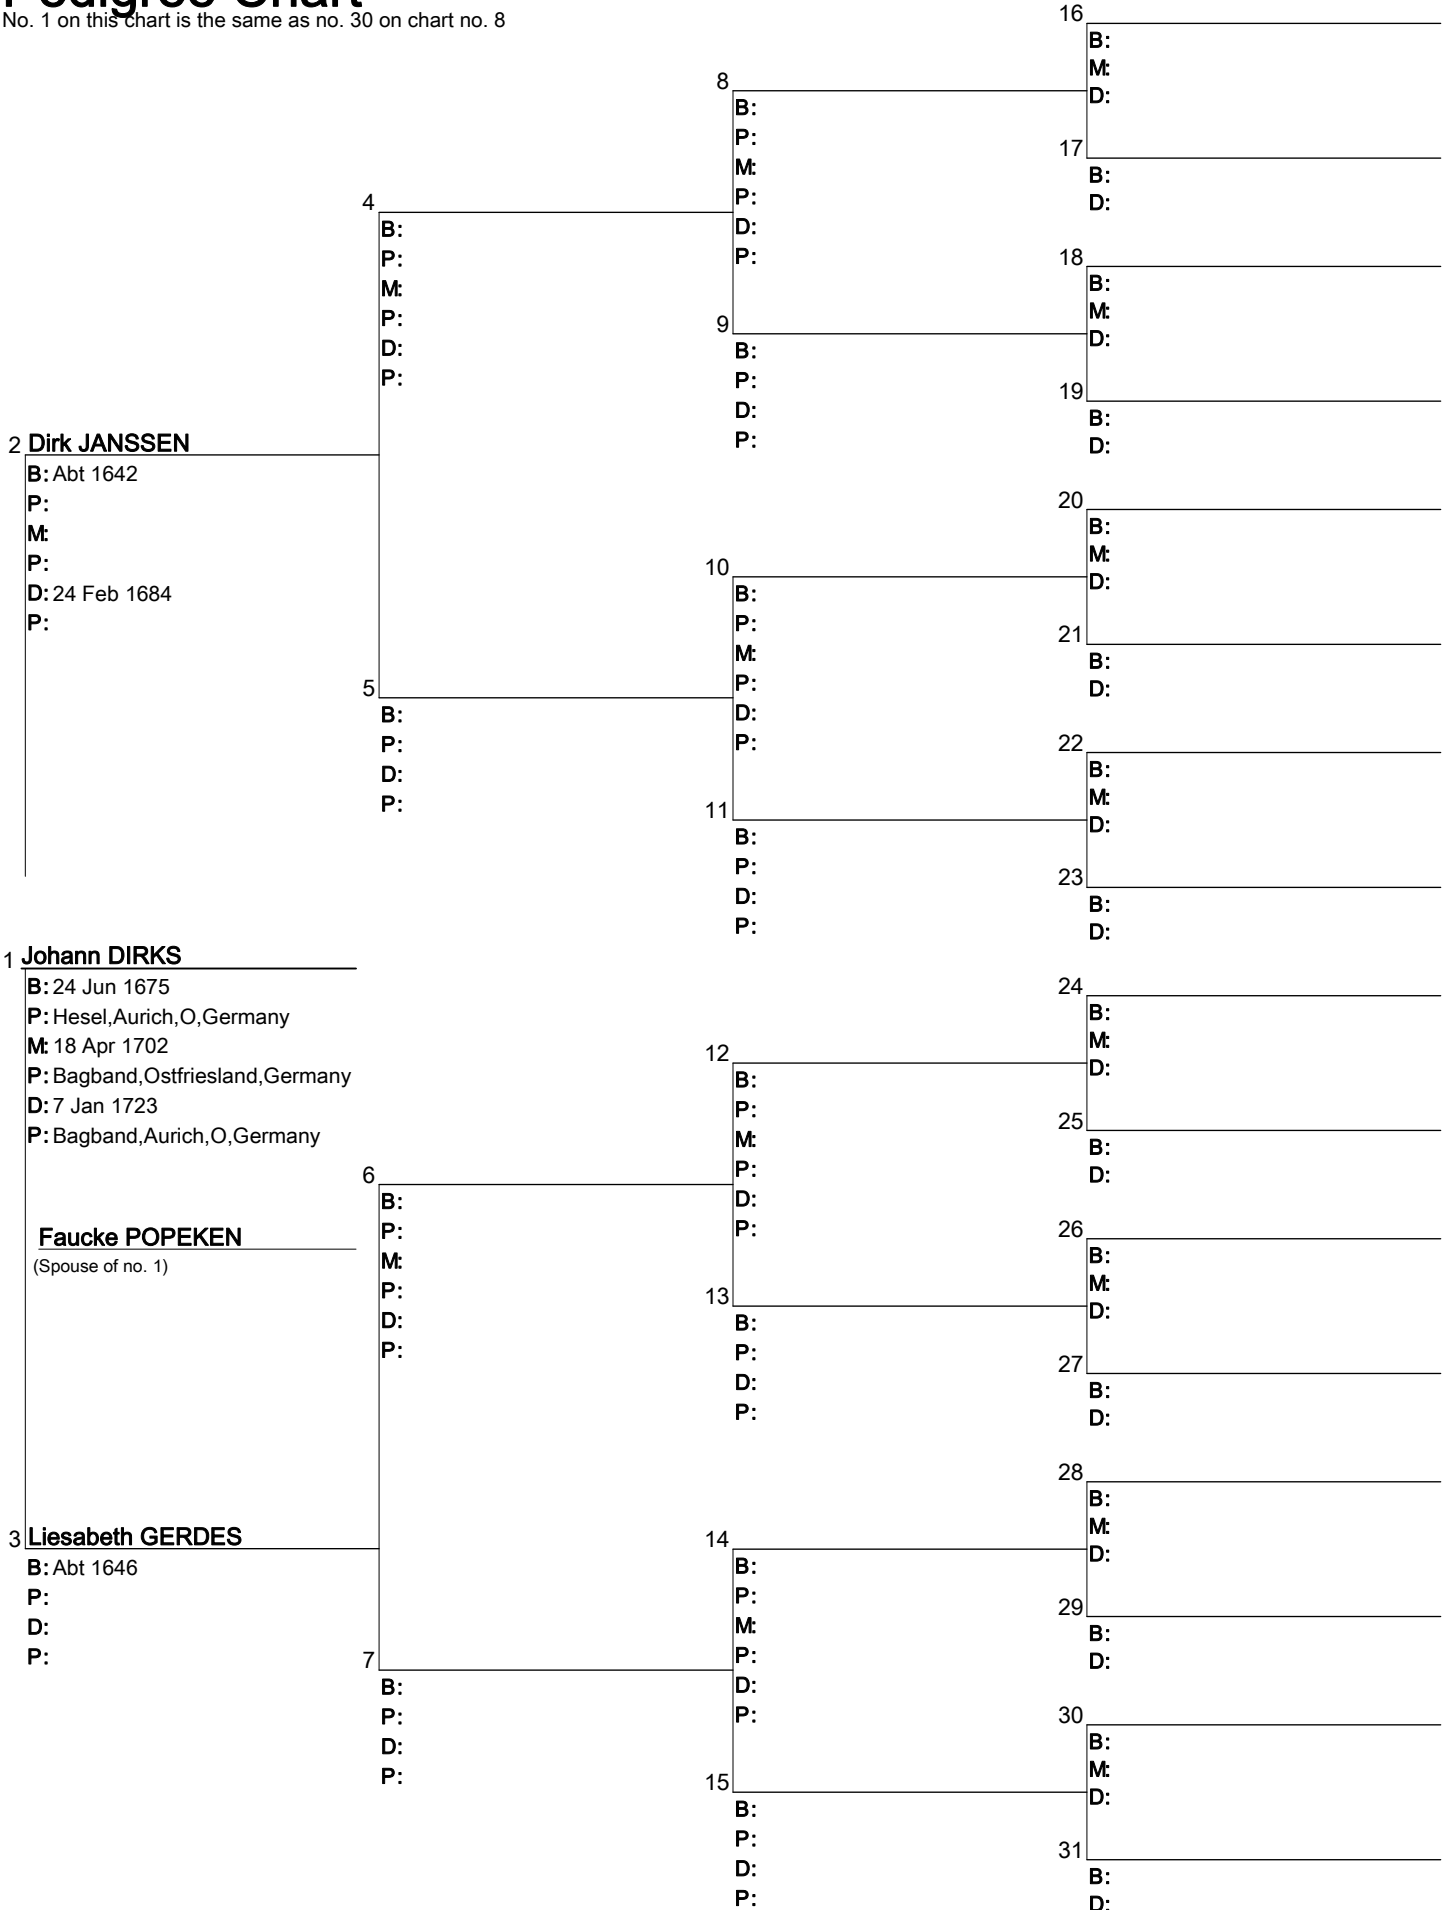 Pedigree Chart
No. 1 on this chart is the same as no. 30 on chart no. 8
16
B:
M:
D:
8
B:
P:
M:
P:
D:
P:
17
B:
D:
4
B:
P:
M:
P:
D:
P:
18
B:
M:
D:
9
B:
P:
D:
P:
19
B:
D:
2 Dirk JANSSEN
B: Abt 1642
P:
M:
P:
D: 24 Feb 1684
P:
20
B:
M:
D:
10
B:
P:
M:
P:
D:
P:
21
B:
D:
5
B:
P:
D:
P:
22
B:
M:
D:
11
B:
P:
D:
P:
23
B:
D:
1 Johann DIRKS
B: 24 Jun 1675
P: Hesel,Aurich,O,Germany
M: 18 Apr 1702
P: Bagband,Ostfriesland,Germany
D: 7 Jan 1723
P: Bagband,Aurich,O,Germany
24
B:
M:
D:
12
B:
P:
M:
P:
D:
P:
25
B:
D:
6
B:
P:
M:
P:
D:
P:
Faucke POPEKEN
(Spouse of no. 1)
26
B:
M:
D:
13
B:
P:
D:
P:
27
B:
D:
28
B:
M:
D:
3 Liesabeth GERDES
B: Abt 1646
P:
D:
P:
14
B:
P:
M:
P:
D:
P:
29
B:
D:
7
B:
P:
D:
P:
30
B:
M:
D:
15
B:
P:
D:
P:
31
B:
D: